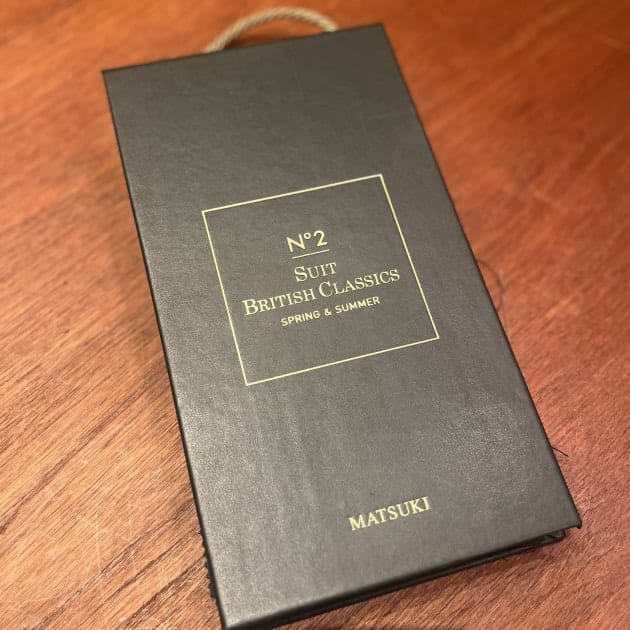 N°2
SUIT
BRITISH CLASSICS
SPRING & SUMMER
MATSUKI